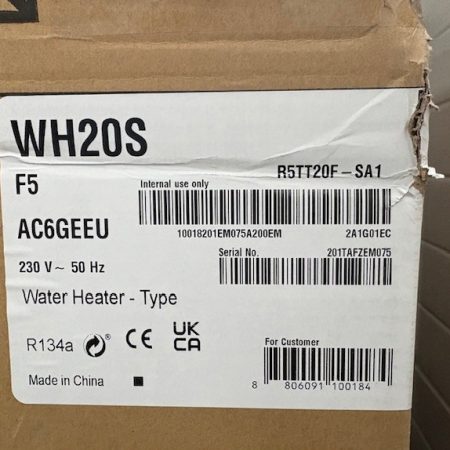 WH20S
R5TT20F-SA1
F5
Internal use only
10018201EM075A200EM 2A1G01EC
AC6GEEU
Serial No. 201TAFZEM075
230 V~ 50 Hz
Water Heater - Type
R134a CE UK CA
For Customer
Made in China
8 806091 100184